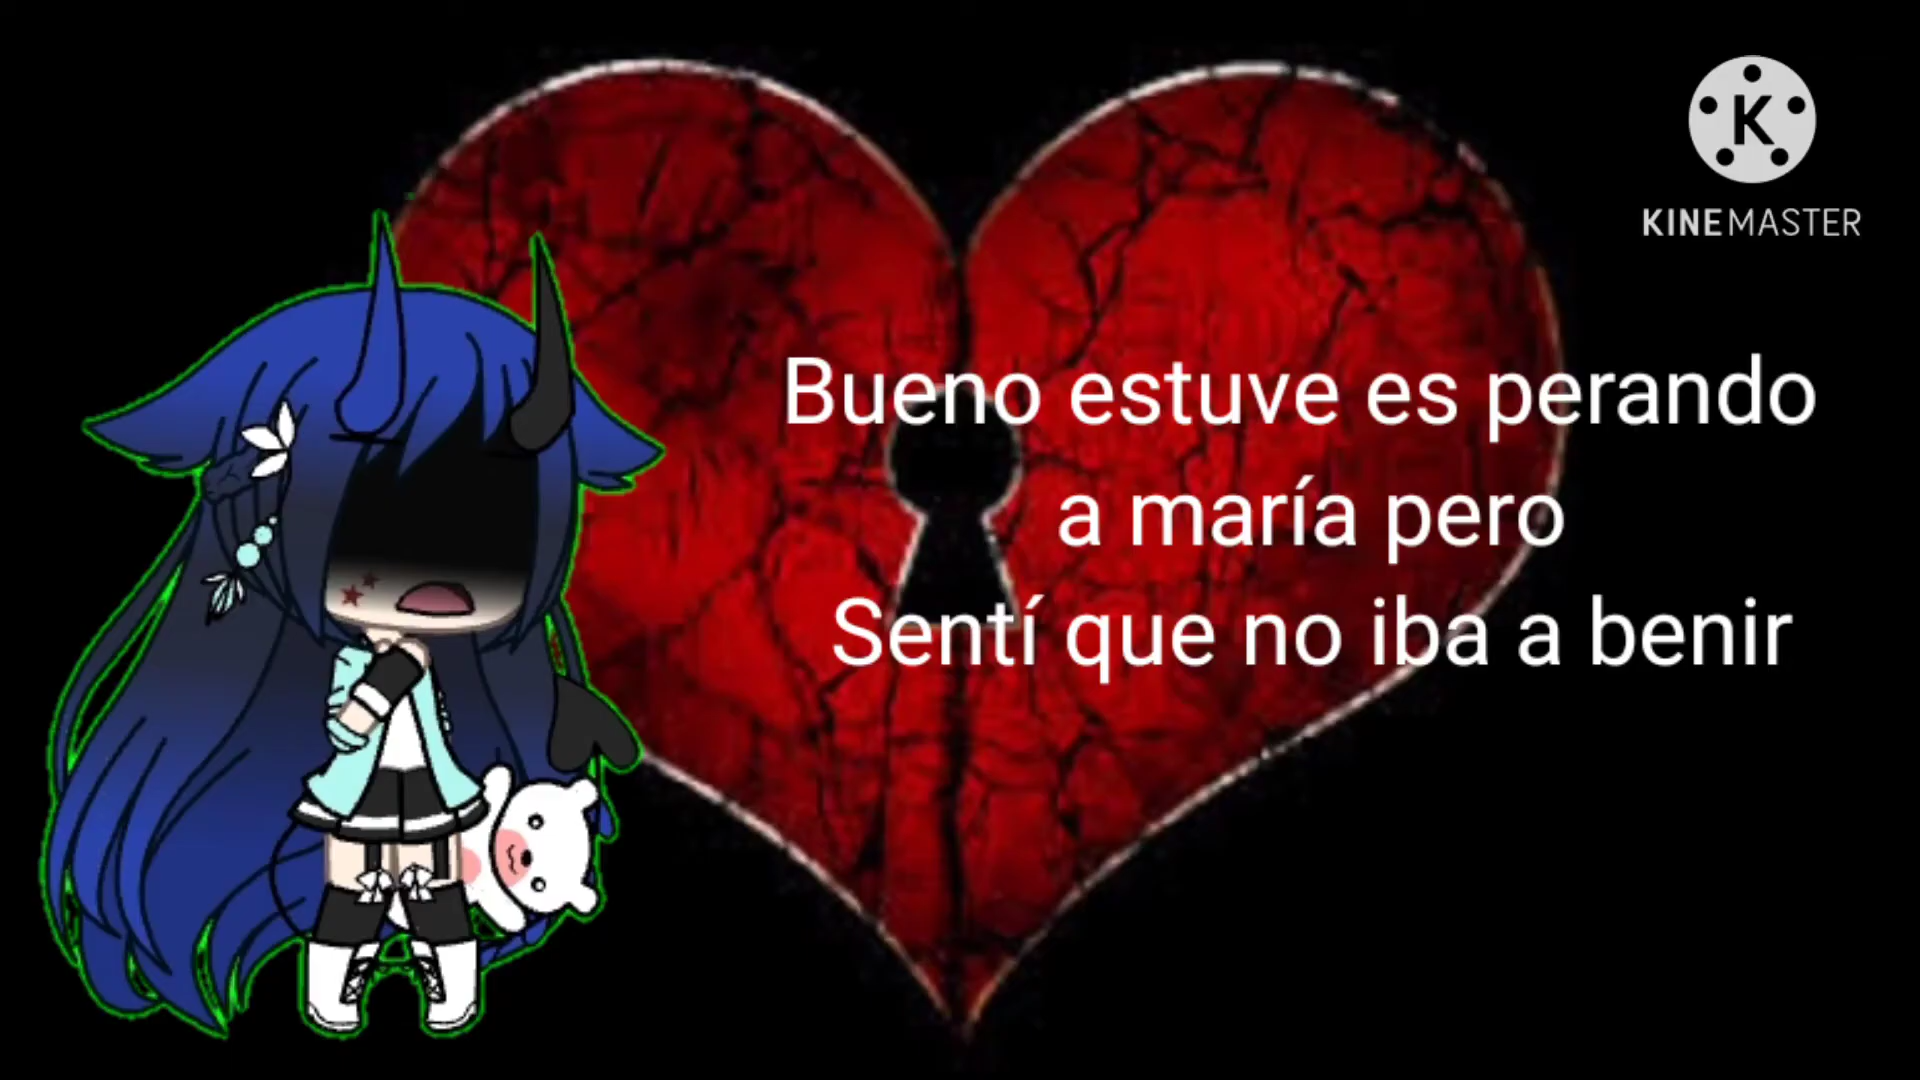 K
KINEMASTER
Bueno estuve es perando
a maría pero
Sentí que no iba a benir